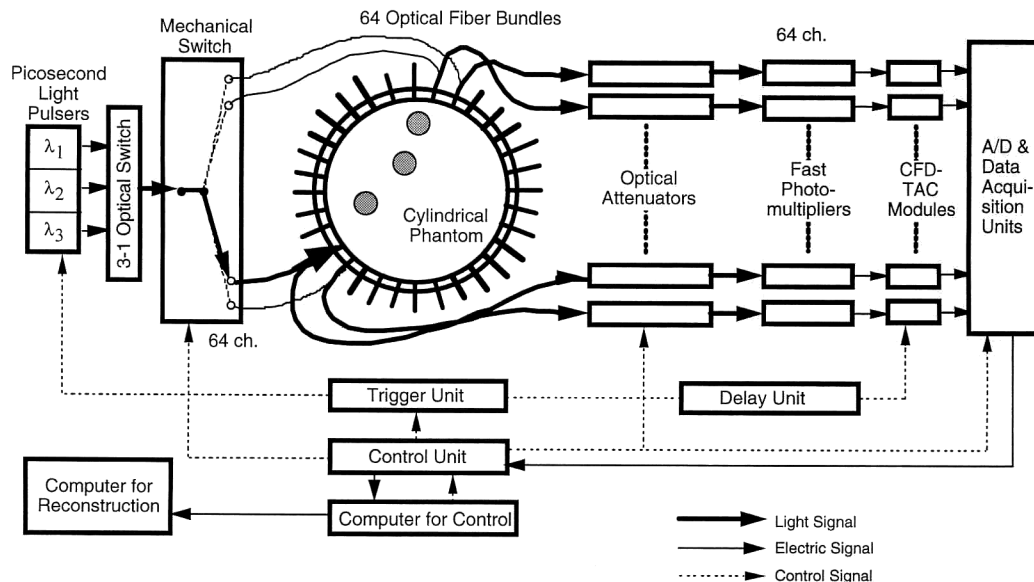 64 Optical Fiber Bundles
Mechanical
Switch
64 ch.
Picosecond
Light
Pulsers
λ1
λ2
λ3
3-1 Optical Switch
Cylindrical
Phantom
Optical
Attenuators
Fast
Photo-
multipliers
CFD-
TAC
Modules
A/D &
Data
Acqui-
sition
Units
64 ch.
Trigger Unit
Delay Unit
Control Unit
Computer for
Reconstruction
Computer for Control
Light Signal
Electric Signal
Control Signal